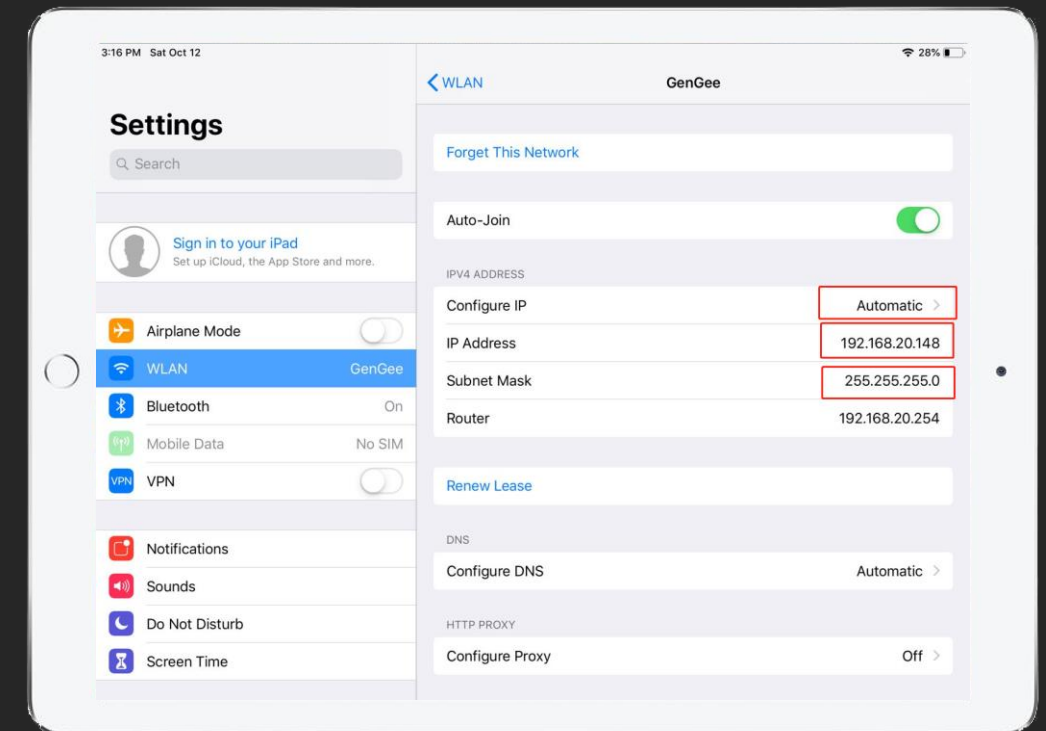 3:16 PM Sat Oct 12
28%
Settings
Search
Sign in to your iPad
Set up iCloud, the App Store and more.
Airplane Mode
WLAN GenGee
Bluetooth On
Mobile Data No SIM
VPN VPN
Notifications
Sounds
Do Not Disturb
Screen Time
WLAN GenGee
Forget This Network
Auto-Join
IPV4 ADDRESS
Configure IP Automatic
IP Address 192.168.20.148
Subnet Mask 255.255.255.0
Router 192.168.20.254
Renew Lease
DNS
Configure DNS Automatic
HTTP PROXY
Configure Proxy Off